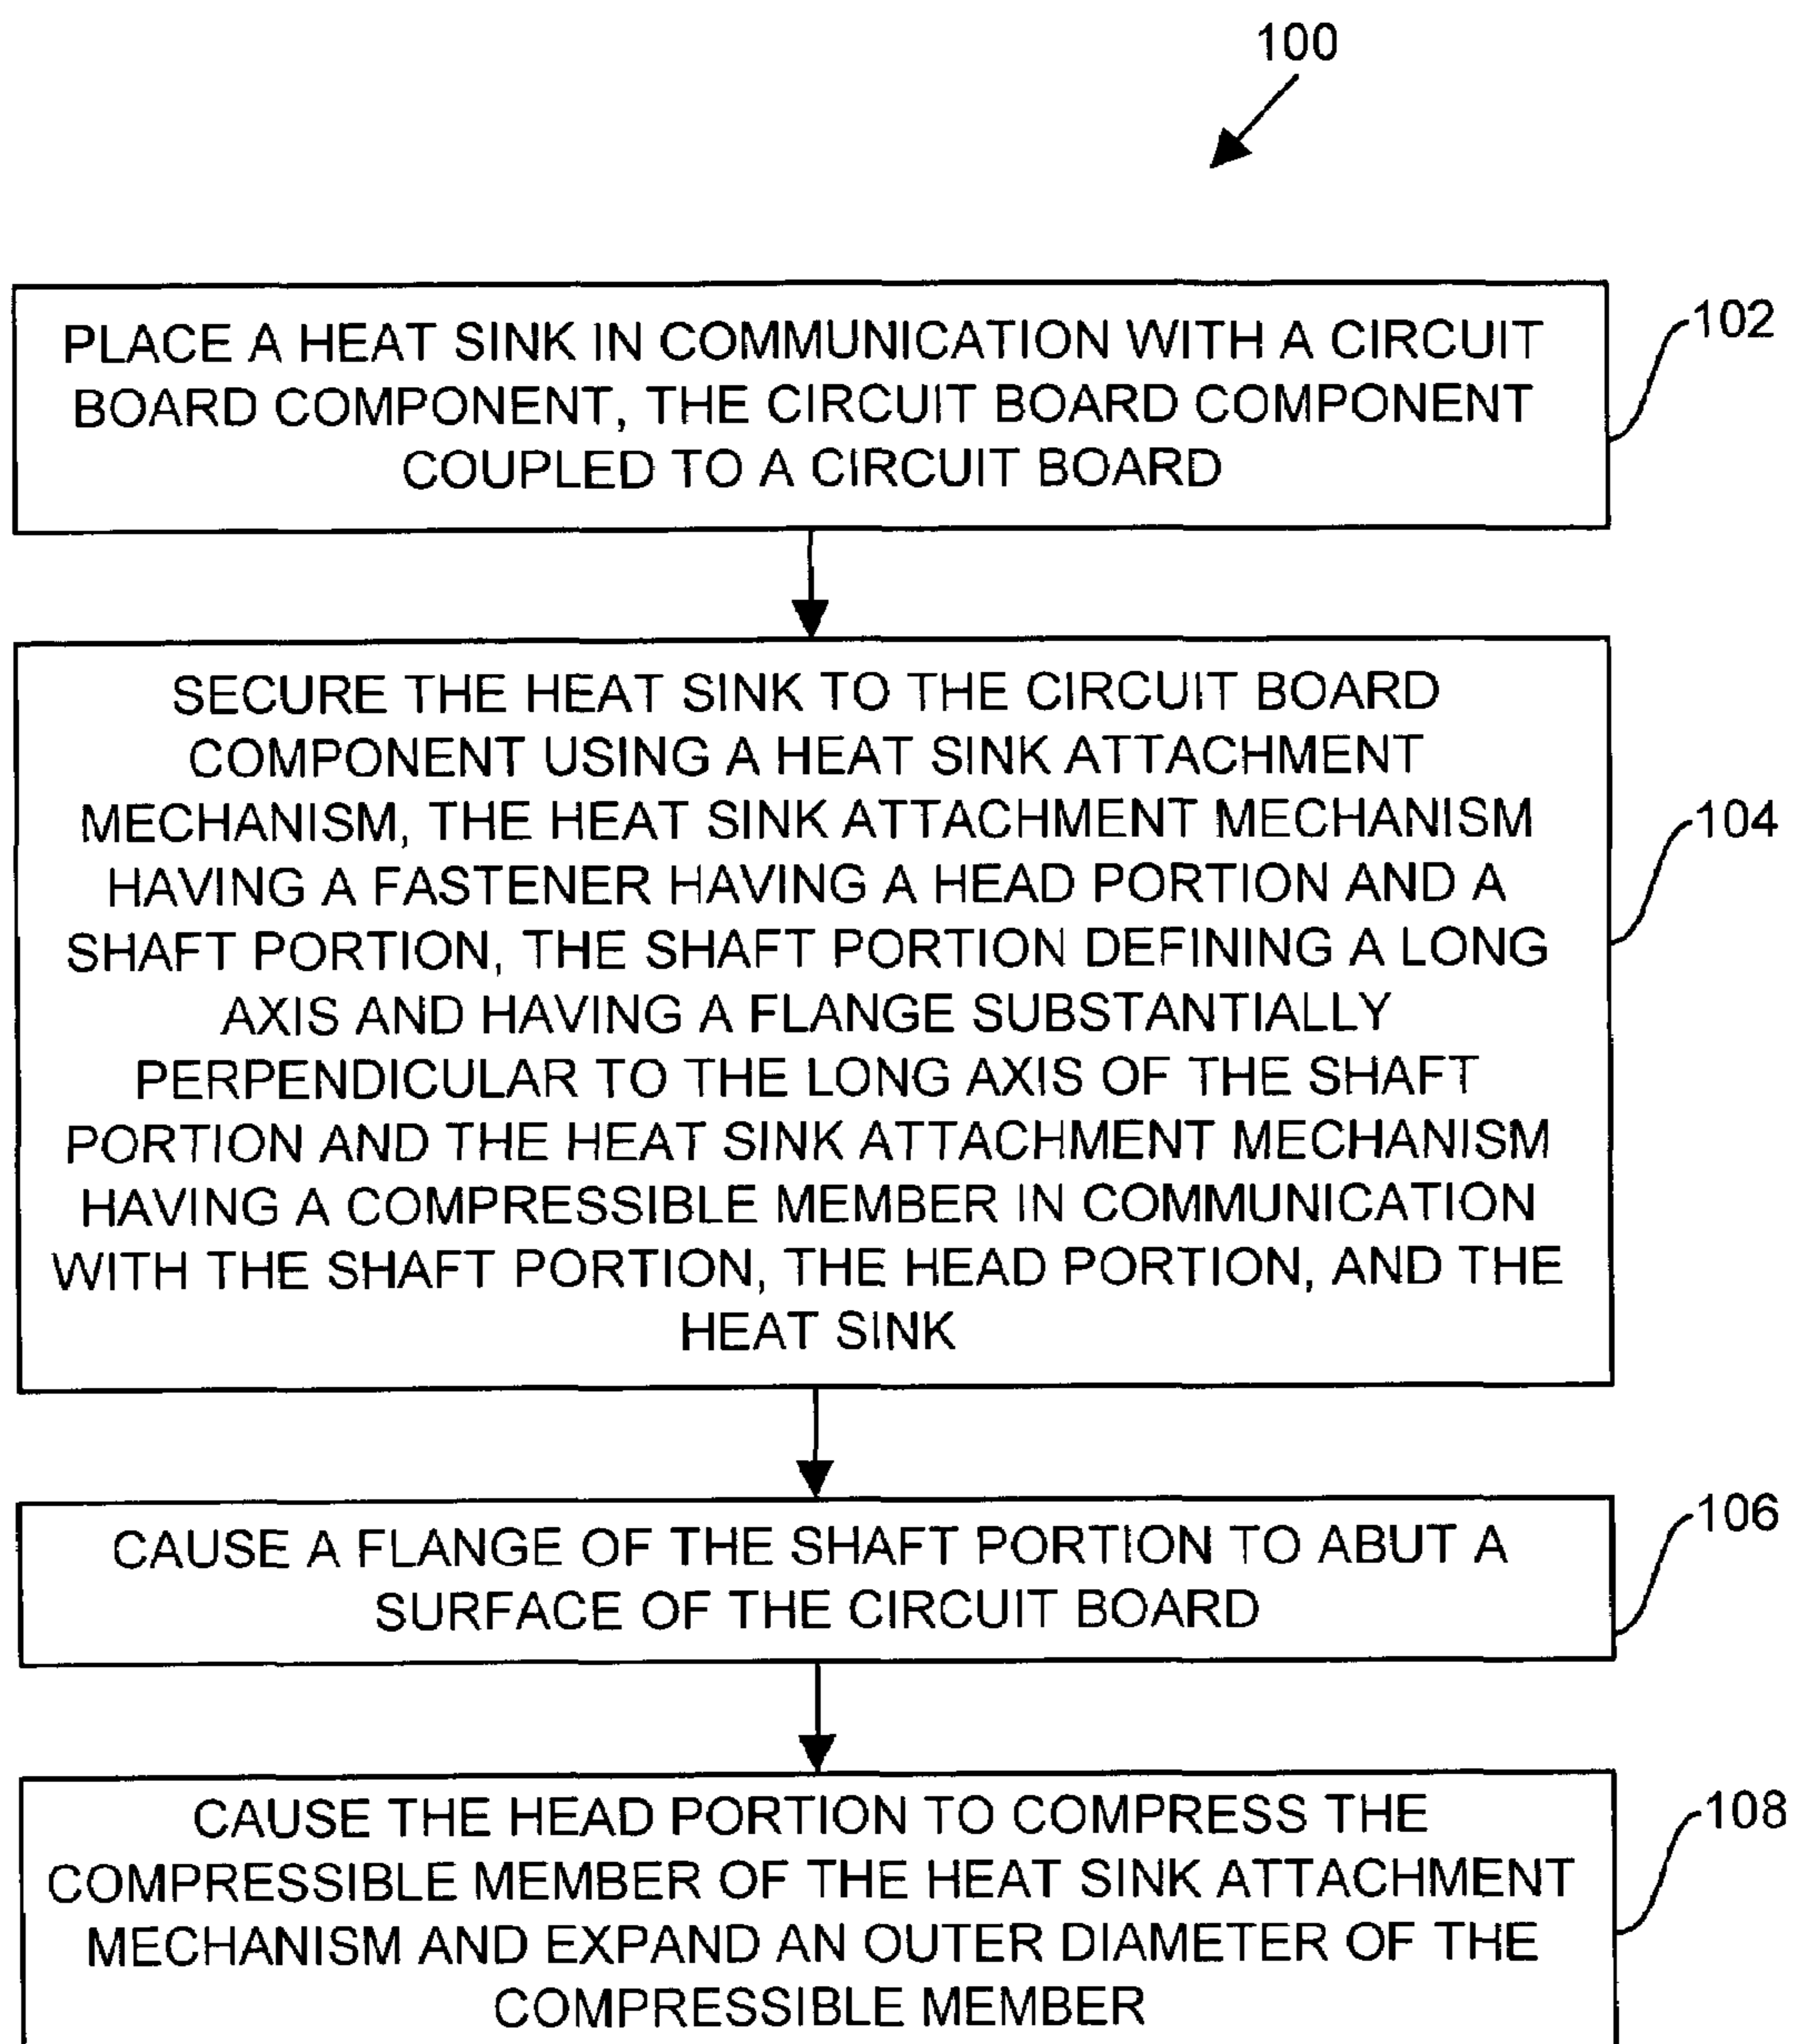 100
PLACE A HEAT SINK IN COMMUNICATION WITH A CIRCUIT
BOARD COMPONENT, THE CIRCUIT BOARD COMPONENT
COUPLED TO A CIRCUIT BOARD
102
SECURE THE HEAT SINK TO THE CIRCUIT BOARD
COMPONENT USING A HEAT SINK ATTACHMENT
MECHANISM, THE HEAT SINK ATTACHMENT MECHANISM
HAVING A FASTENER HAVING A HEAD PORTION AND A
SHAFT PORTION, THE SHAFT PORTION DEFINING A LONG
AXIS AND HAVING A FLANGE SUBSTANTIALLY
PERPENDICULAR TO THE LONG AXIS OF THE SHAFT
PORTION AND THE HEAT SINK ATTACHMENT MECHANISM
HAVING A COMPRESSIBLE MEMBER IN COMMUNICATION
WITH THE SHAFT PORTION, THE HEAD PORTION, AND THE
HEAT SINK
104
CAUSE A FLANGE OF THE SHAFT PORTION TO ABUT A
SURFACE OF THE CIRCUIT BOARD
106
CAUSE THE HEAD PORTION TO COMPRESS THE
COMPRESSIBLE MEMBER OF THE HEAT SINK ATTACHMENT
MECHANISM AND EXPAND AN OUTER DIAMETER OF THE
COMPRESSIBLE MEMBER
108